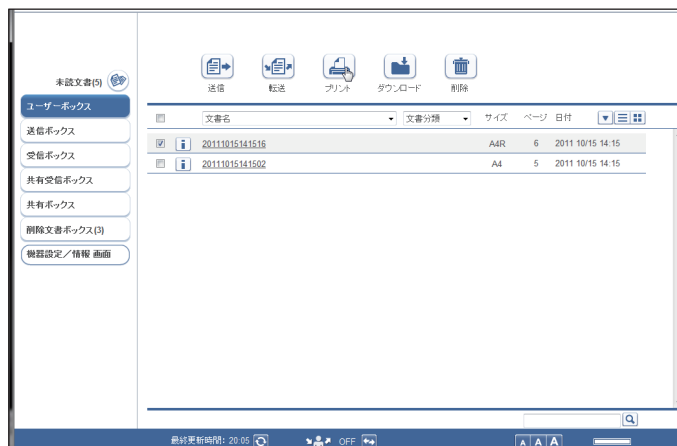 未読文書(5)
送信 転送 プリント ダウンロード 削除
ユーザーボックス
送信ボックス
受信ボックス
共有受信ボックス
共有ボックス
削除文書ボックス(3)
機器設定／情報 画面
文書名 文書分類 サイズ ページ 日付
20111015141516 A4R 6 2011 10/15 14:15
20111015141502 A4 5 2011 10/15 14:15
最終更新時間: 20:05 OFF A A A